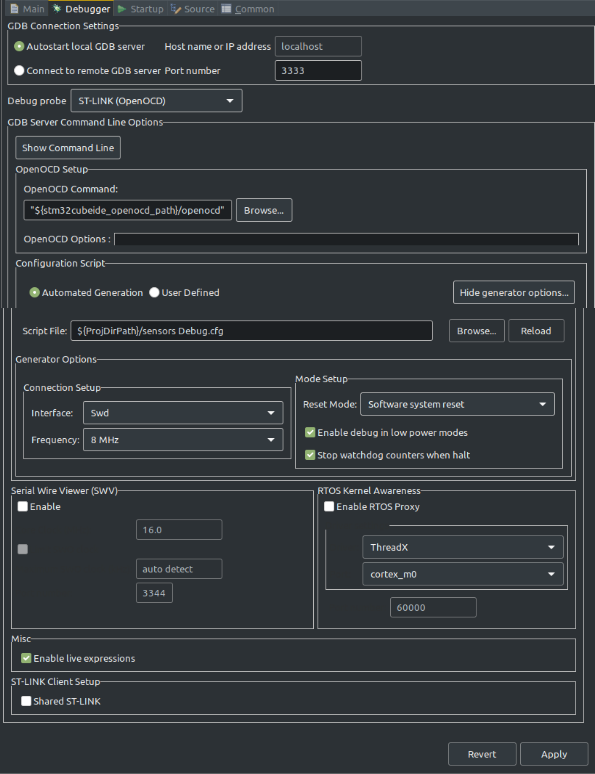 Main Debugger Startup Source Common
GDB Connection Settings
Autostart local GDB server Host name or IP address localhost
Connect to remote GDB server Port number 3333
Debug probe ST-LINK (OpenOCD)
GDB Server Command Line Options
Show Command Line
OpenOCD Setup
OpenOCD Command:
"${stm32cubeide_openocd_path}/openocd" Browse...
OpenOCD Options :
Configuration Script
Automated Generation User Defined Hide generator options...
Script File: ${ProjDirPath}/sensors Debug.cfg Browse... Reload
Generator Options
Connection Setup
Interface: Swd
Frequency: 8 MHz
Mode Setup
Reset Mode: Software system reset
Enable debug in low power modes
Stop watchdog counters when halt
Serial Wire Viewer (SWV)
Enable
16.0
auto detect
3344
RTOS Kernel Awareness
Enable RTOS Proxy
ThreadX
cortex_m0
60000
Misc
Enable live expressions
ST-LINK Client Setup
Shared ST-LINK
Revert Apply